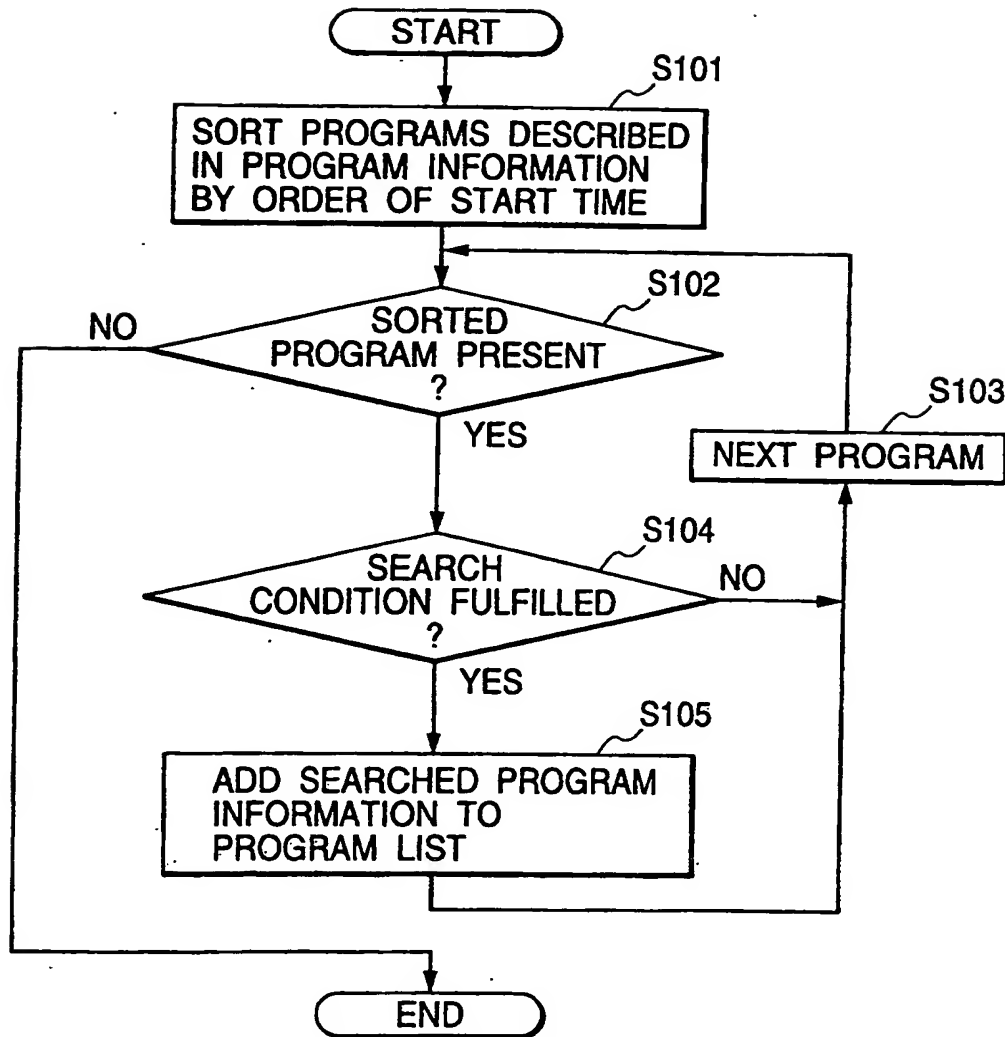 START
S101
SORT PROGRAMS DESCRIBED
IN PROGRAM INFORMATION
BY ORDER OF START TIME
S102
NO
SORTED
PROGRAM PRESENT
?
YES
S103
NEXT PROGRAM
S104
SEARCH
CONDITION FULFILLED
?
NO
YES
S105
ADD SEARCHED PROGRAM
INFORMATION TO
PROGRAM LIST
END